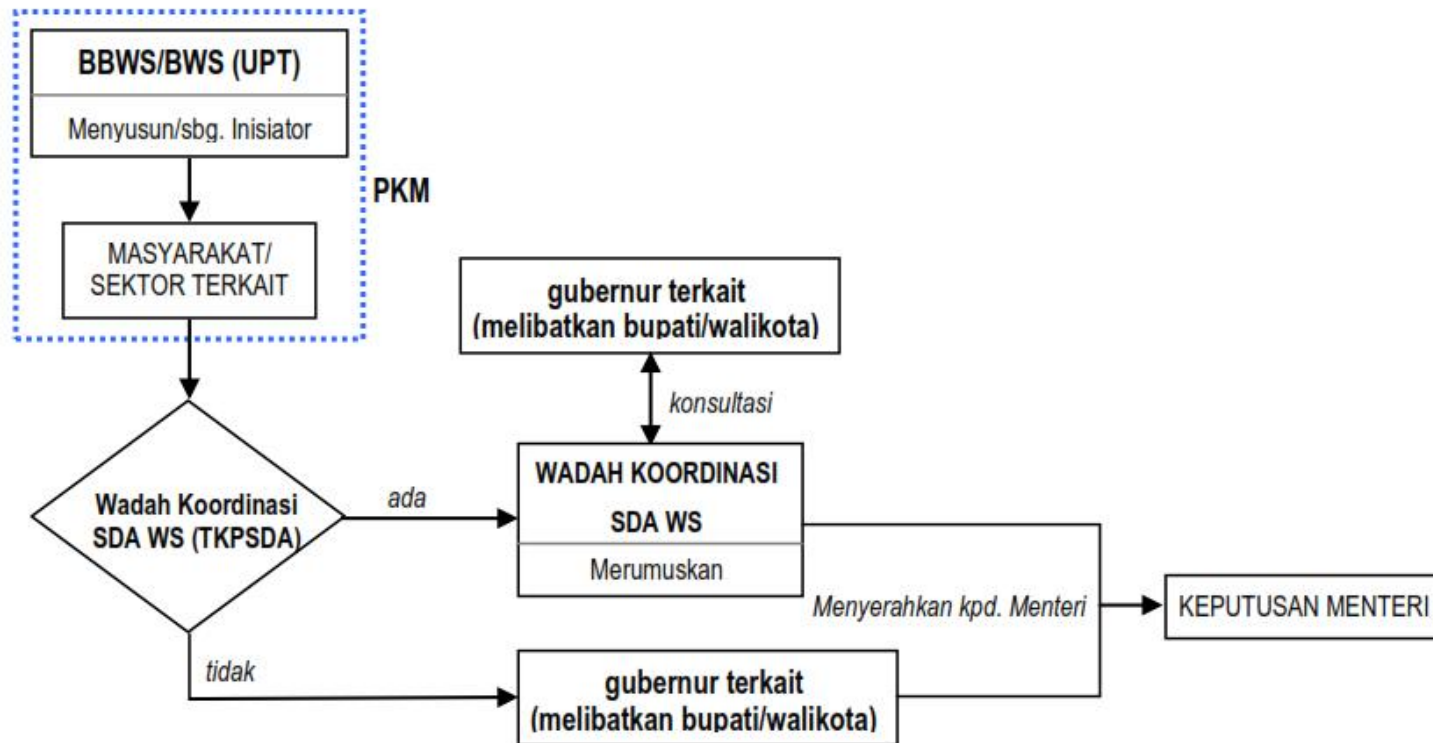 BBWS/BWS (UPT)
Menyusun/sbg. Inisiator
PKM
MASYARAKAT/
SEKTOR TERKAIT
gubernur terkait
(melibatkan bupati/walikota)
konsultasi
Wadah Koordinasi
SDA WS (TKPSDA)
ada
WADAH KOORDINASI
SDA WS
Merumuskan
Menyerahkan kpd. Menteri
KEPUTUSAN MENTERI
tidak
gubernur terkait
(melibatkan bupati/walikota)